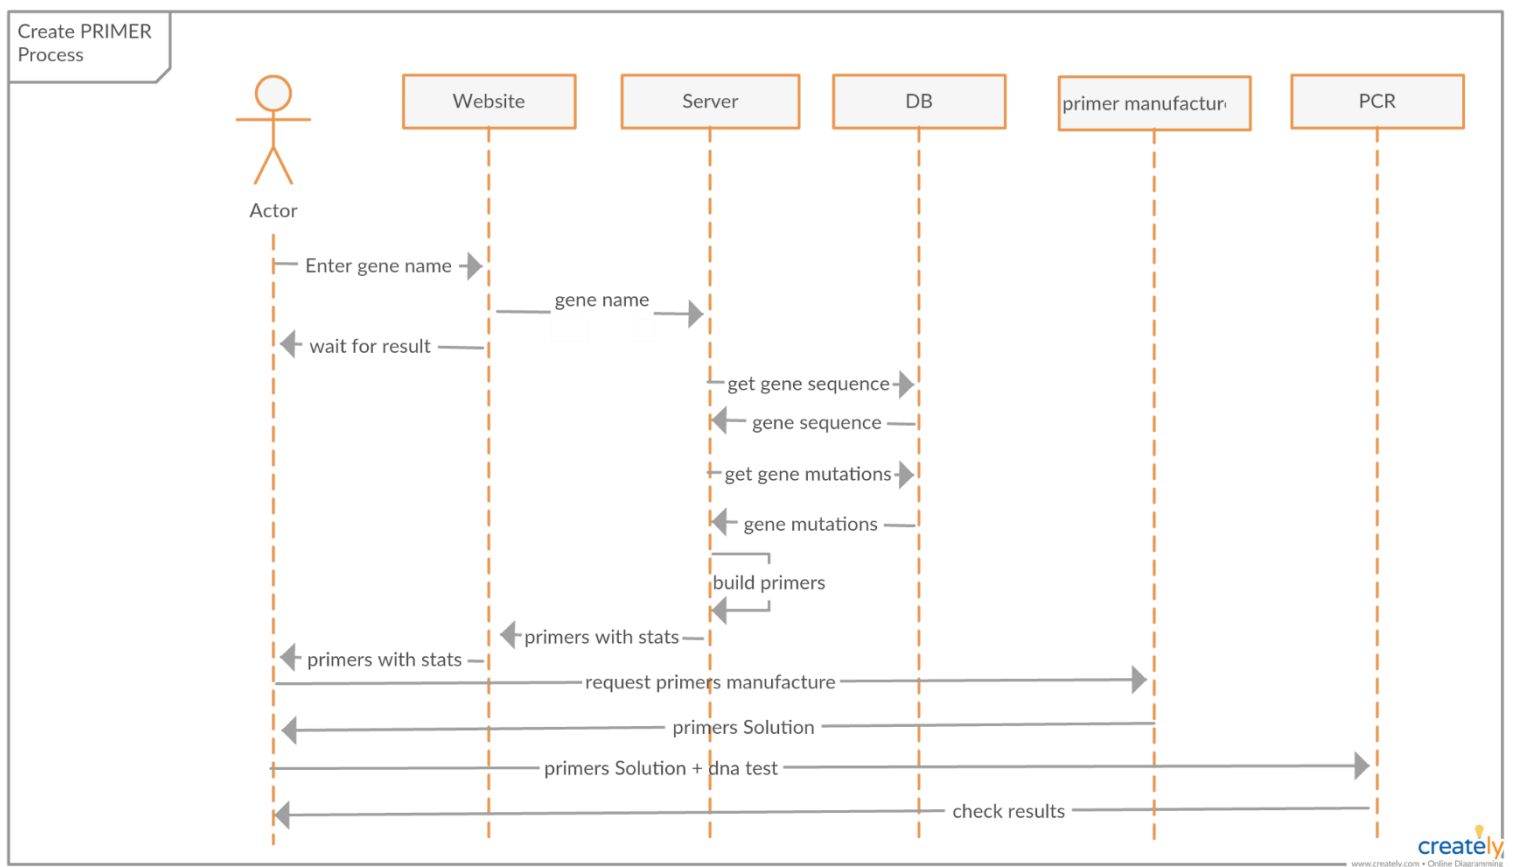 Create PRIMER
Process
Website
Server
DB
primer manufactur
PCR
Actor
Enter gene name
gene name
wait for result
get gene sequence
gene sequence
get gene mutations
gene mutations
build primers
primers with stats
primers with stats
request primers manufacture
primers Solution
primers Solution + dna test
check results
creately
www.creately.com • Online Diagramming